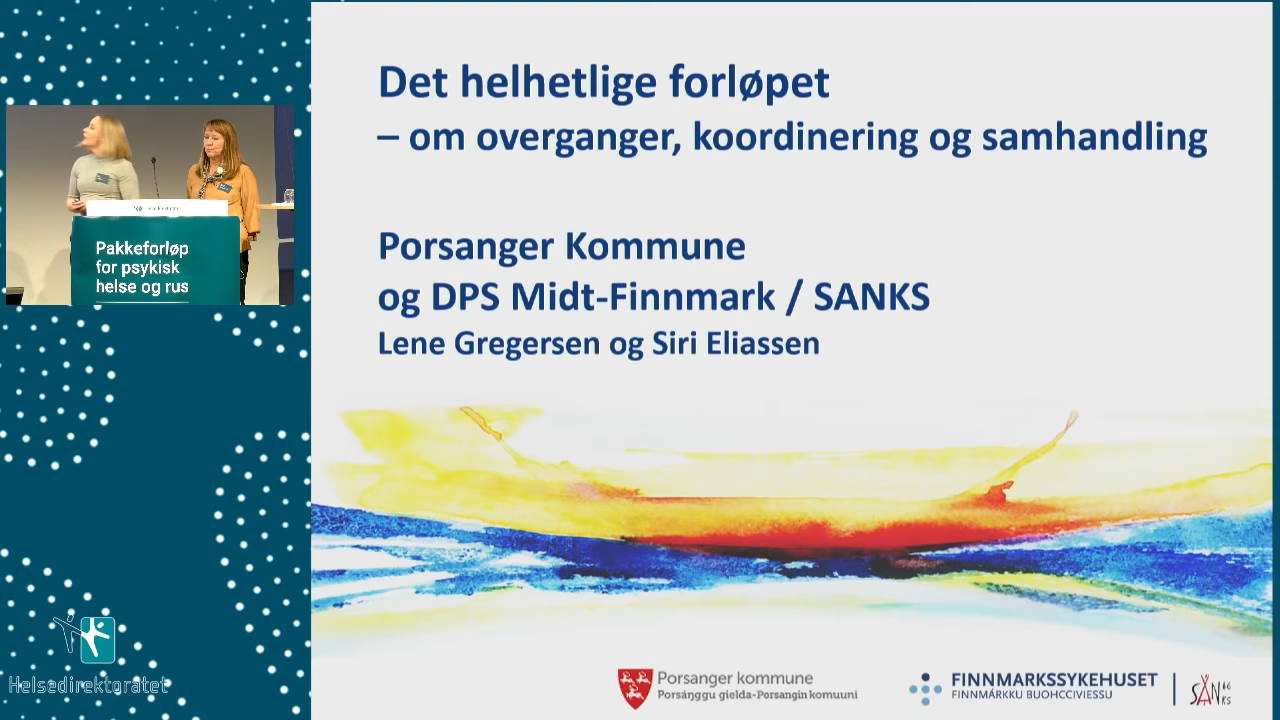 Det helhetlige forløpet
– om overganger, koordinering og samhandling
Porsanger Kommune
og DPS Midt-Finnmark / SANKS
Lene Gregersen og Siri Eliassen
Pakkeforløp
for psykisk
helse og rus
Helsedirektoratet
Porsanger kommune
Porsáŋggu gielda-Porsangin komuuni
FINNMARKSSYKEHUSET
FINNMÁRKKU BUOHCCIVIESSU
SÁNKS